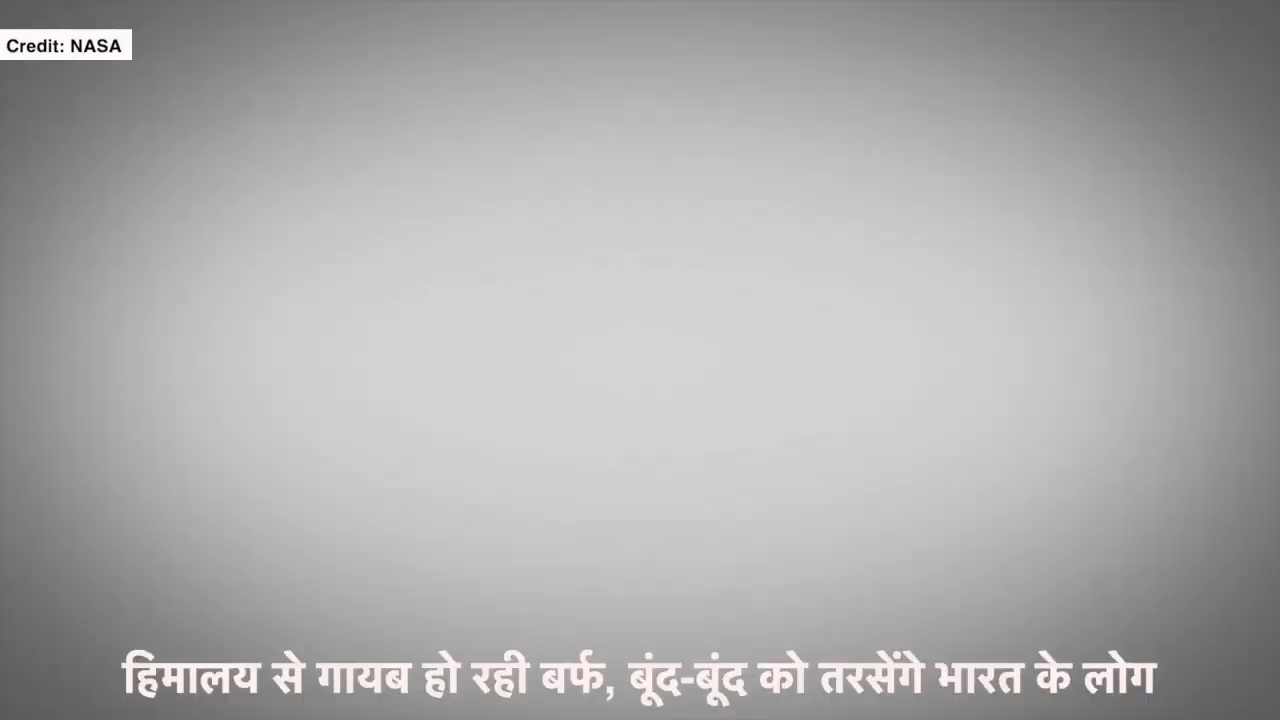 Credit: NASA
हिमालय से गायब हो रही बर्फ, बूंद-बूंद को तरसेंगे भारत के लोग